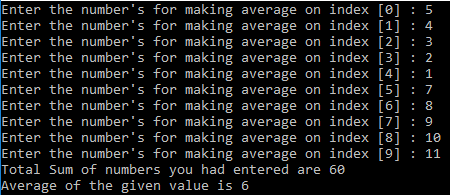 Enter the number's for making average on index [0] : 5
Enter the number's for making average on index [1] : 4
Enter the number's for making average on index [2] : 3
Enter the number's for making average on index [3] : 2
Enter the number's for making average on index [4] : 1
Enter the number's for making average on index [5] : 7
Enter the number's for making average on index [6] : 8
Enter the number's for making average on index [7] : 9
Enter the number's for making average on index [8] : 10
Enter the number's for making average on index [9] : 11
Total Sum of numbers you had entered are 60
Average of the given value is 6